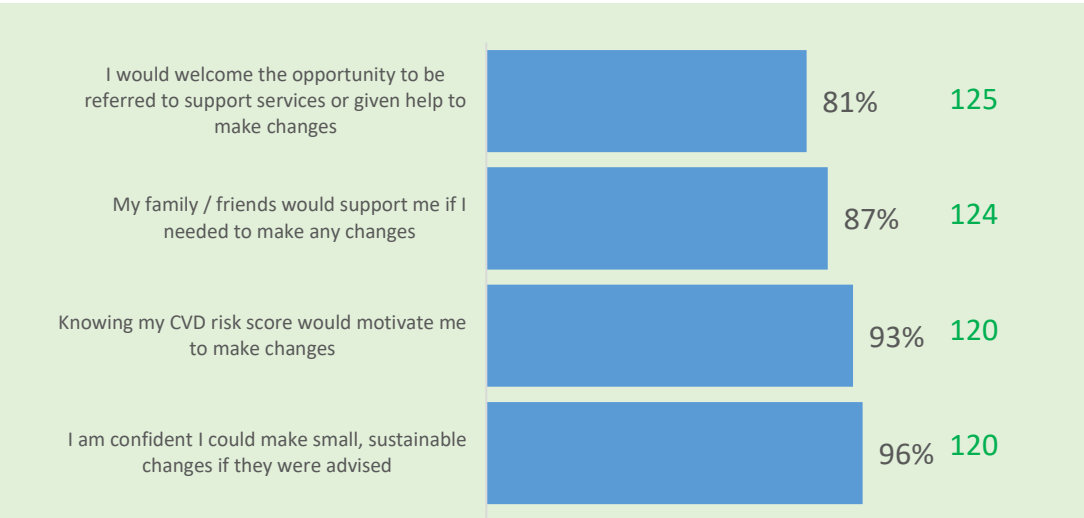 I would welcome the opportunity to be
referred to support services or given help to
make changes
81% 125
My family / friends would support me if I
needed to make any changes
87% 124
Knowing my CVD risk score would motivate me
to make changes
93% 120
I am confident I could make small, sustainable
changes if they were advised
96% 120